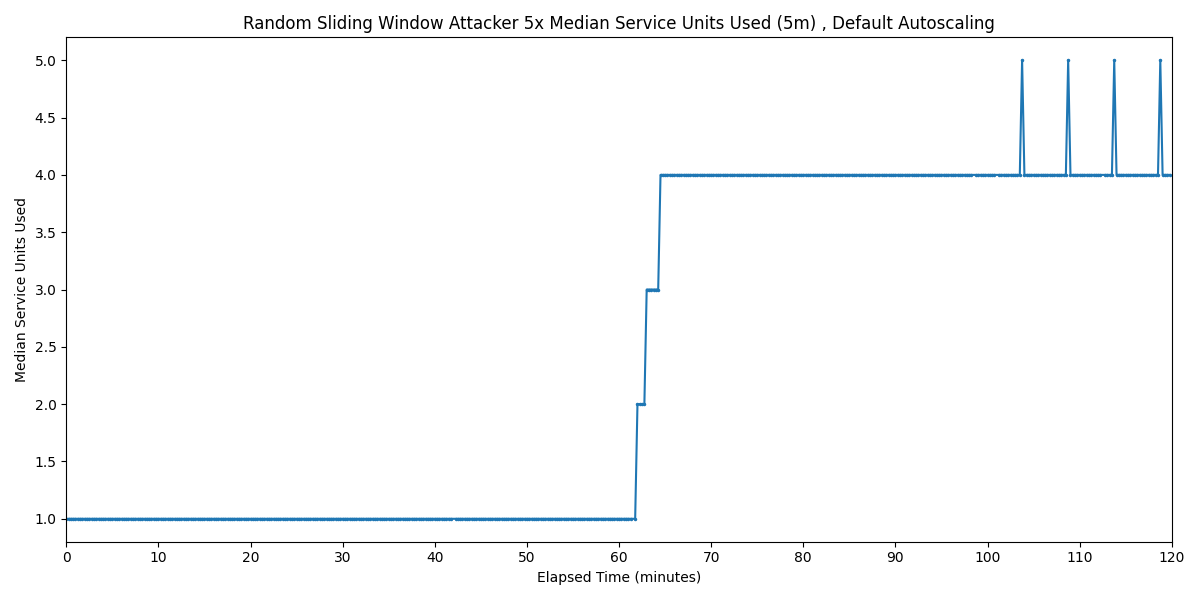 Random Sliding Window Attacker 5x Median Service Units Used (5m) , Default Autoscaling
5.0
4.5
4.0
3.5
3.0
2.5
2.0
1.5
1.0
Median Service Units Used
0 10 20 30 40 50 60 70 80 90 100 110 120
Elapsed Time (minutes)